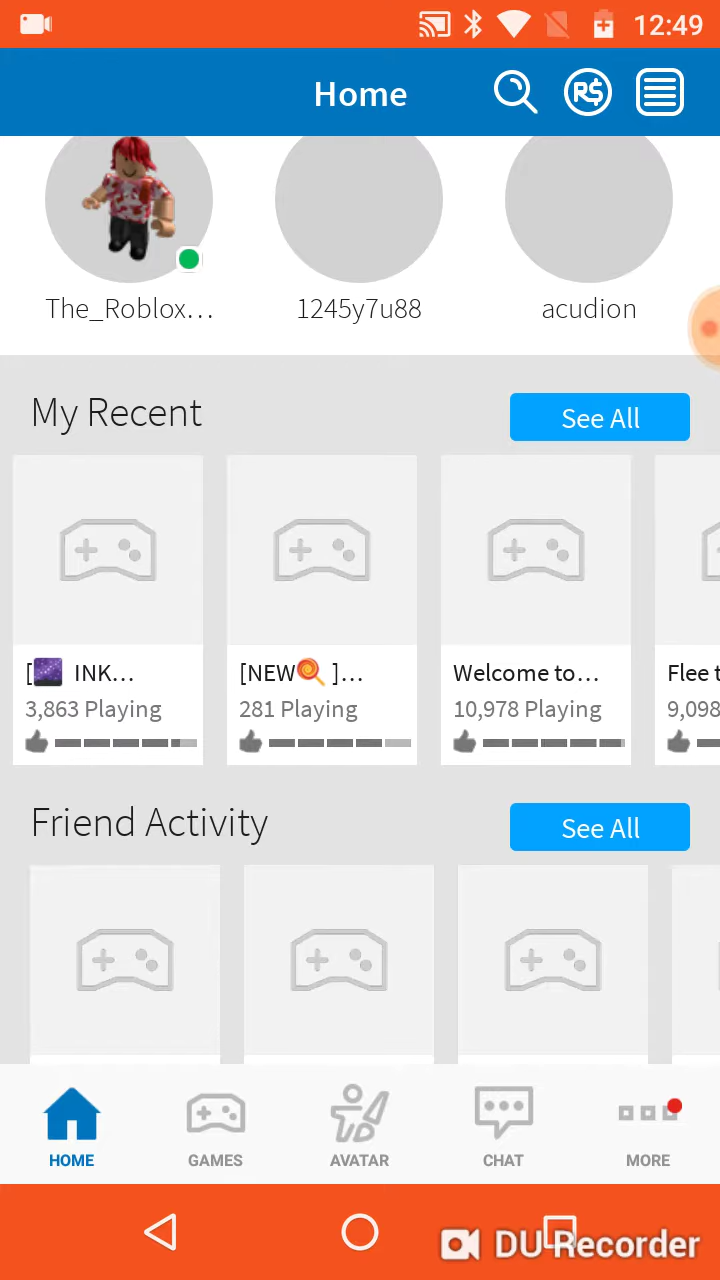 12:49
Home
R$
The_Roblox...
1245y7u88
acudion
My Recent
See All
[🌌 INK...
[NEW🍭 ]...
Welcome to...
Flee t
3,863 Playing
281 Playing
10,978 Playing
9,098
Friend Activity
See All
HOME
GAMES
AVATAR
CHAT
MORE
DU Recorder